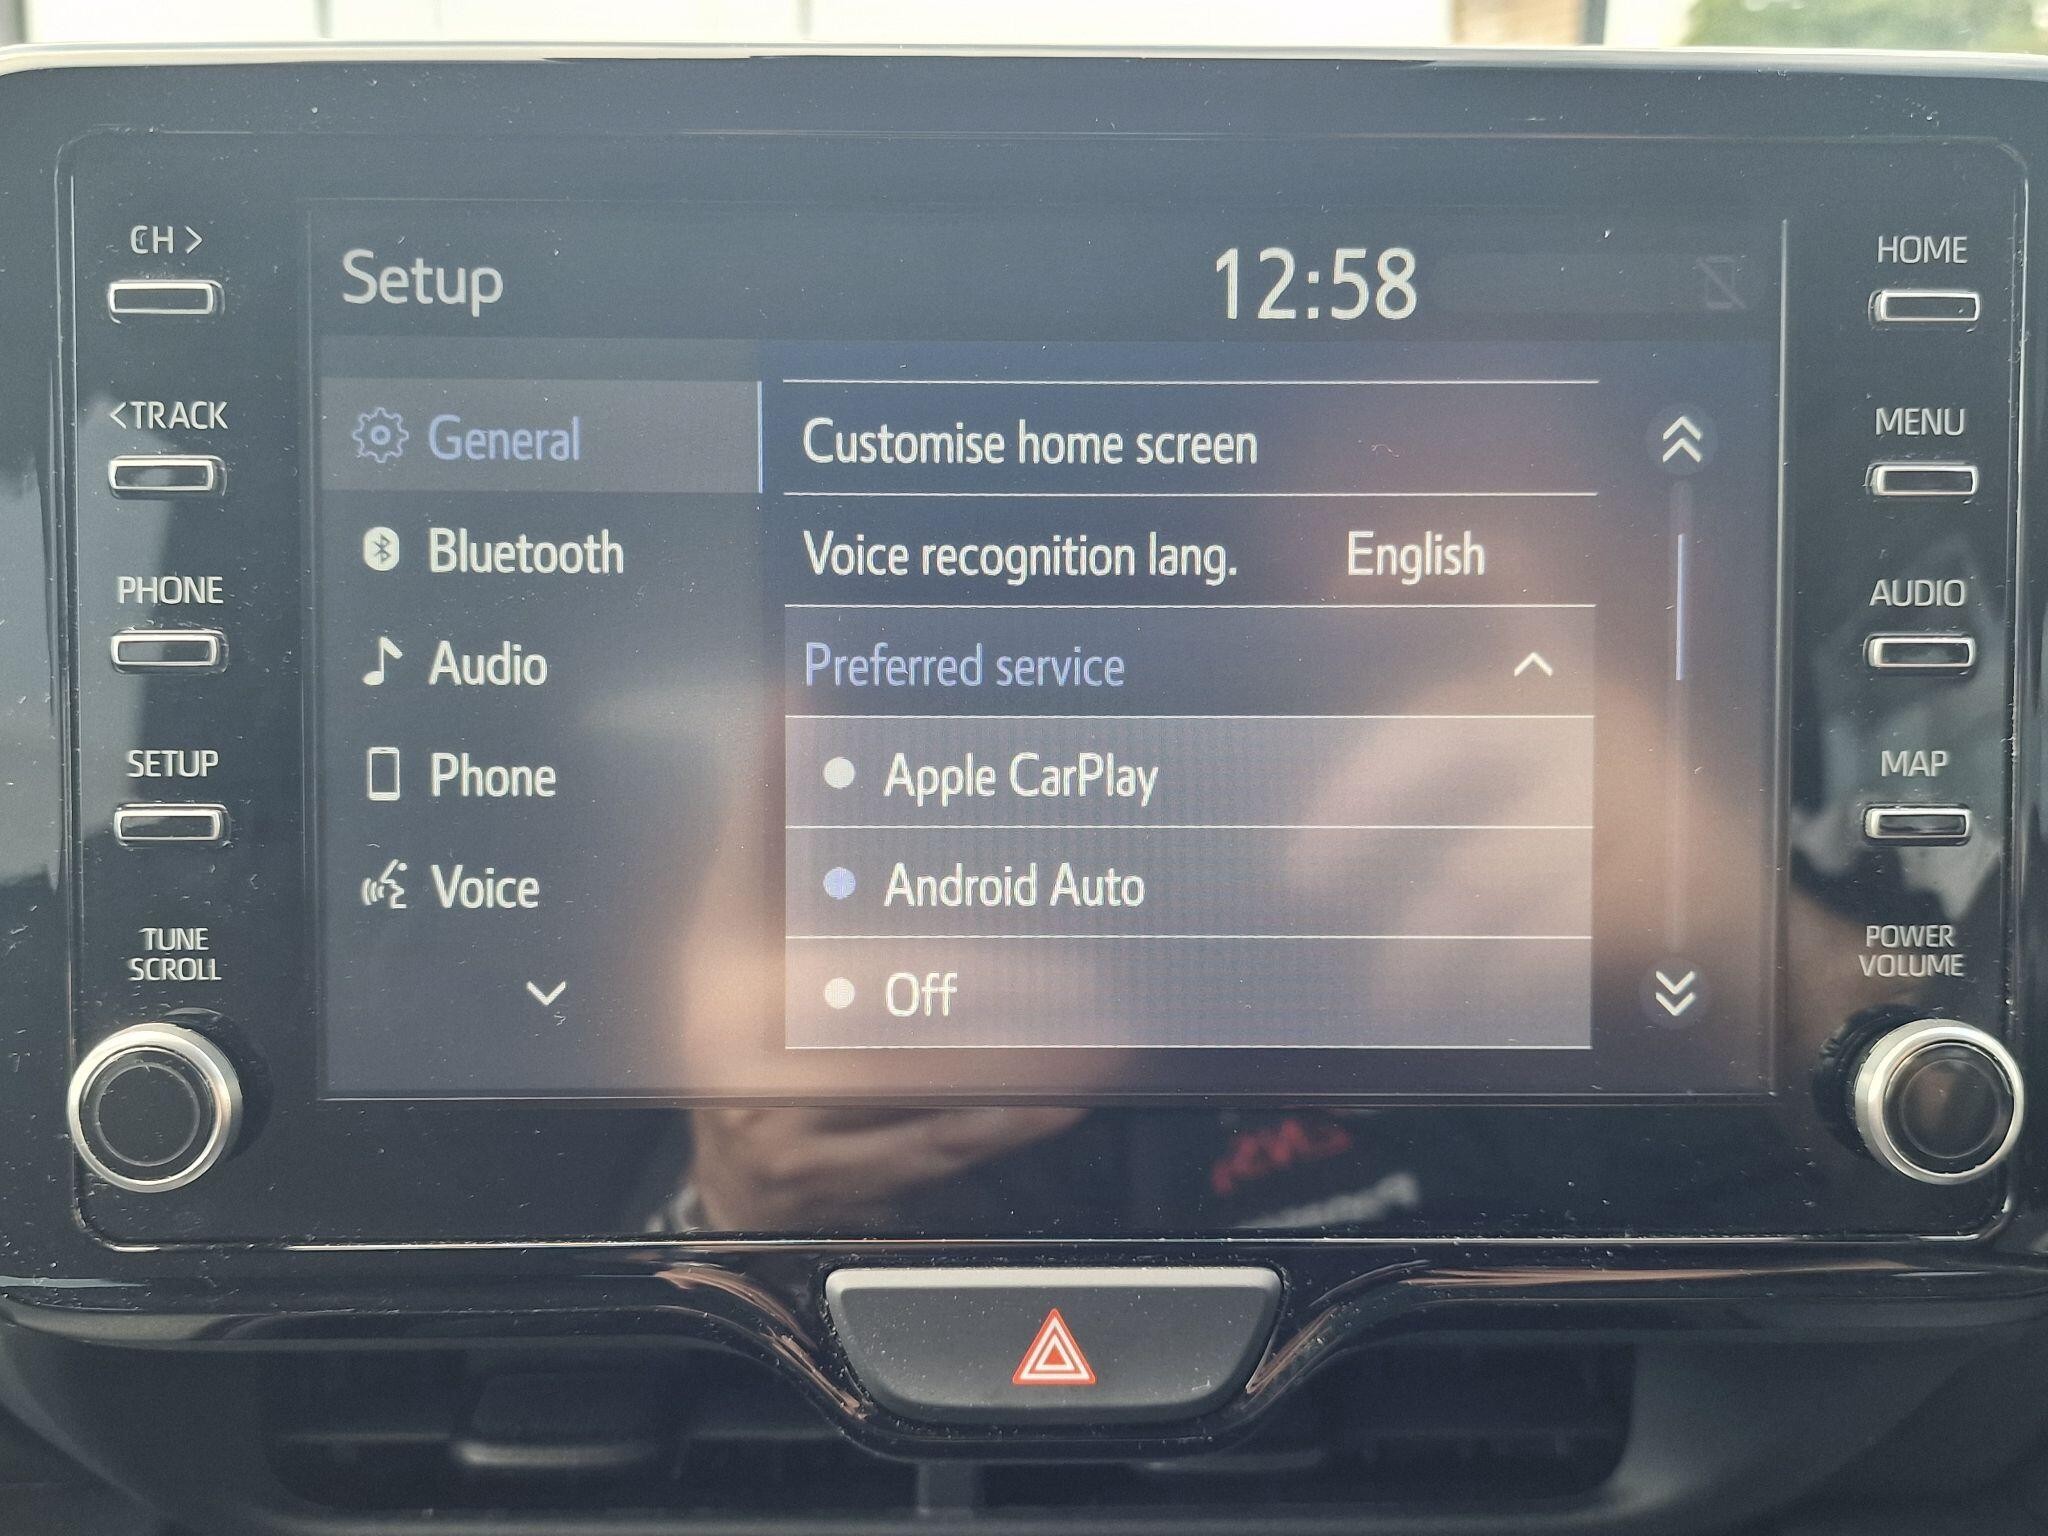 CH >
<TRACK
PHONE
SETUP
TUNE
SCROLL
Setup
12:58
General
Bluetooth
Audio
Phone
Voice
Customise home screen
Voice recognition lang. English
Preferred service
Apple CarPlay
Android Auto
Off
HOME
MENU
AUDIO
MAP
POWER
VOLUME